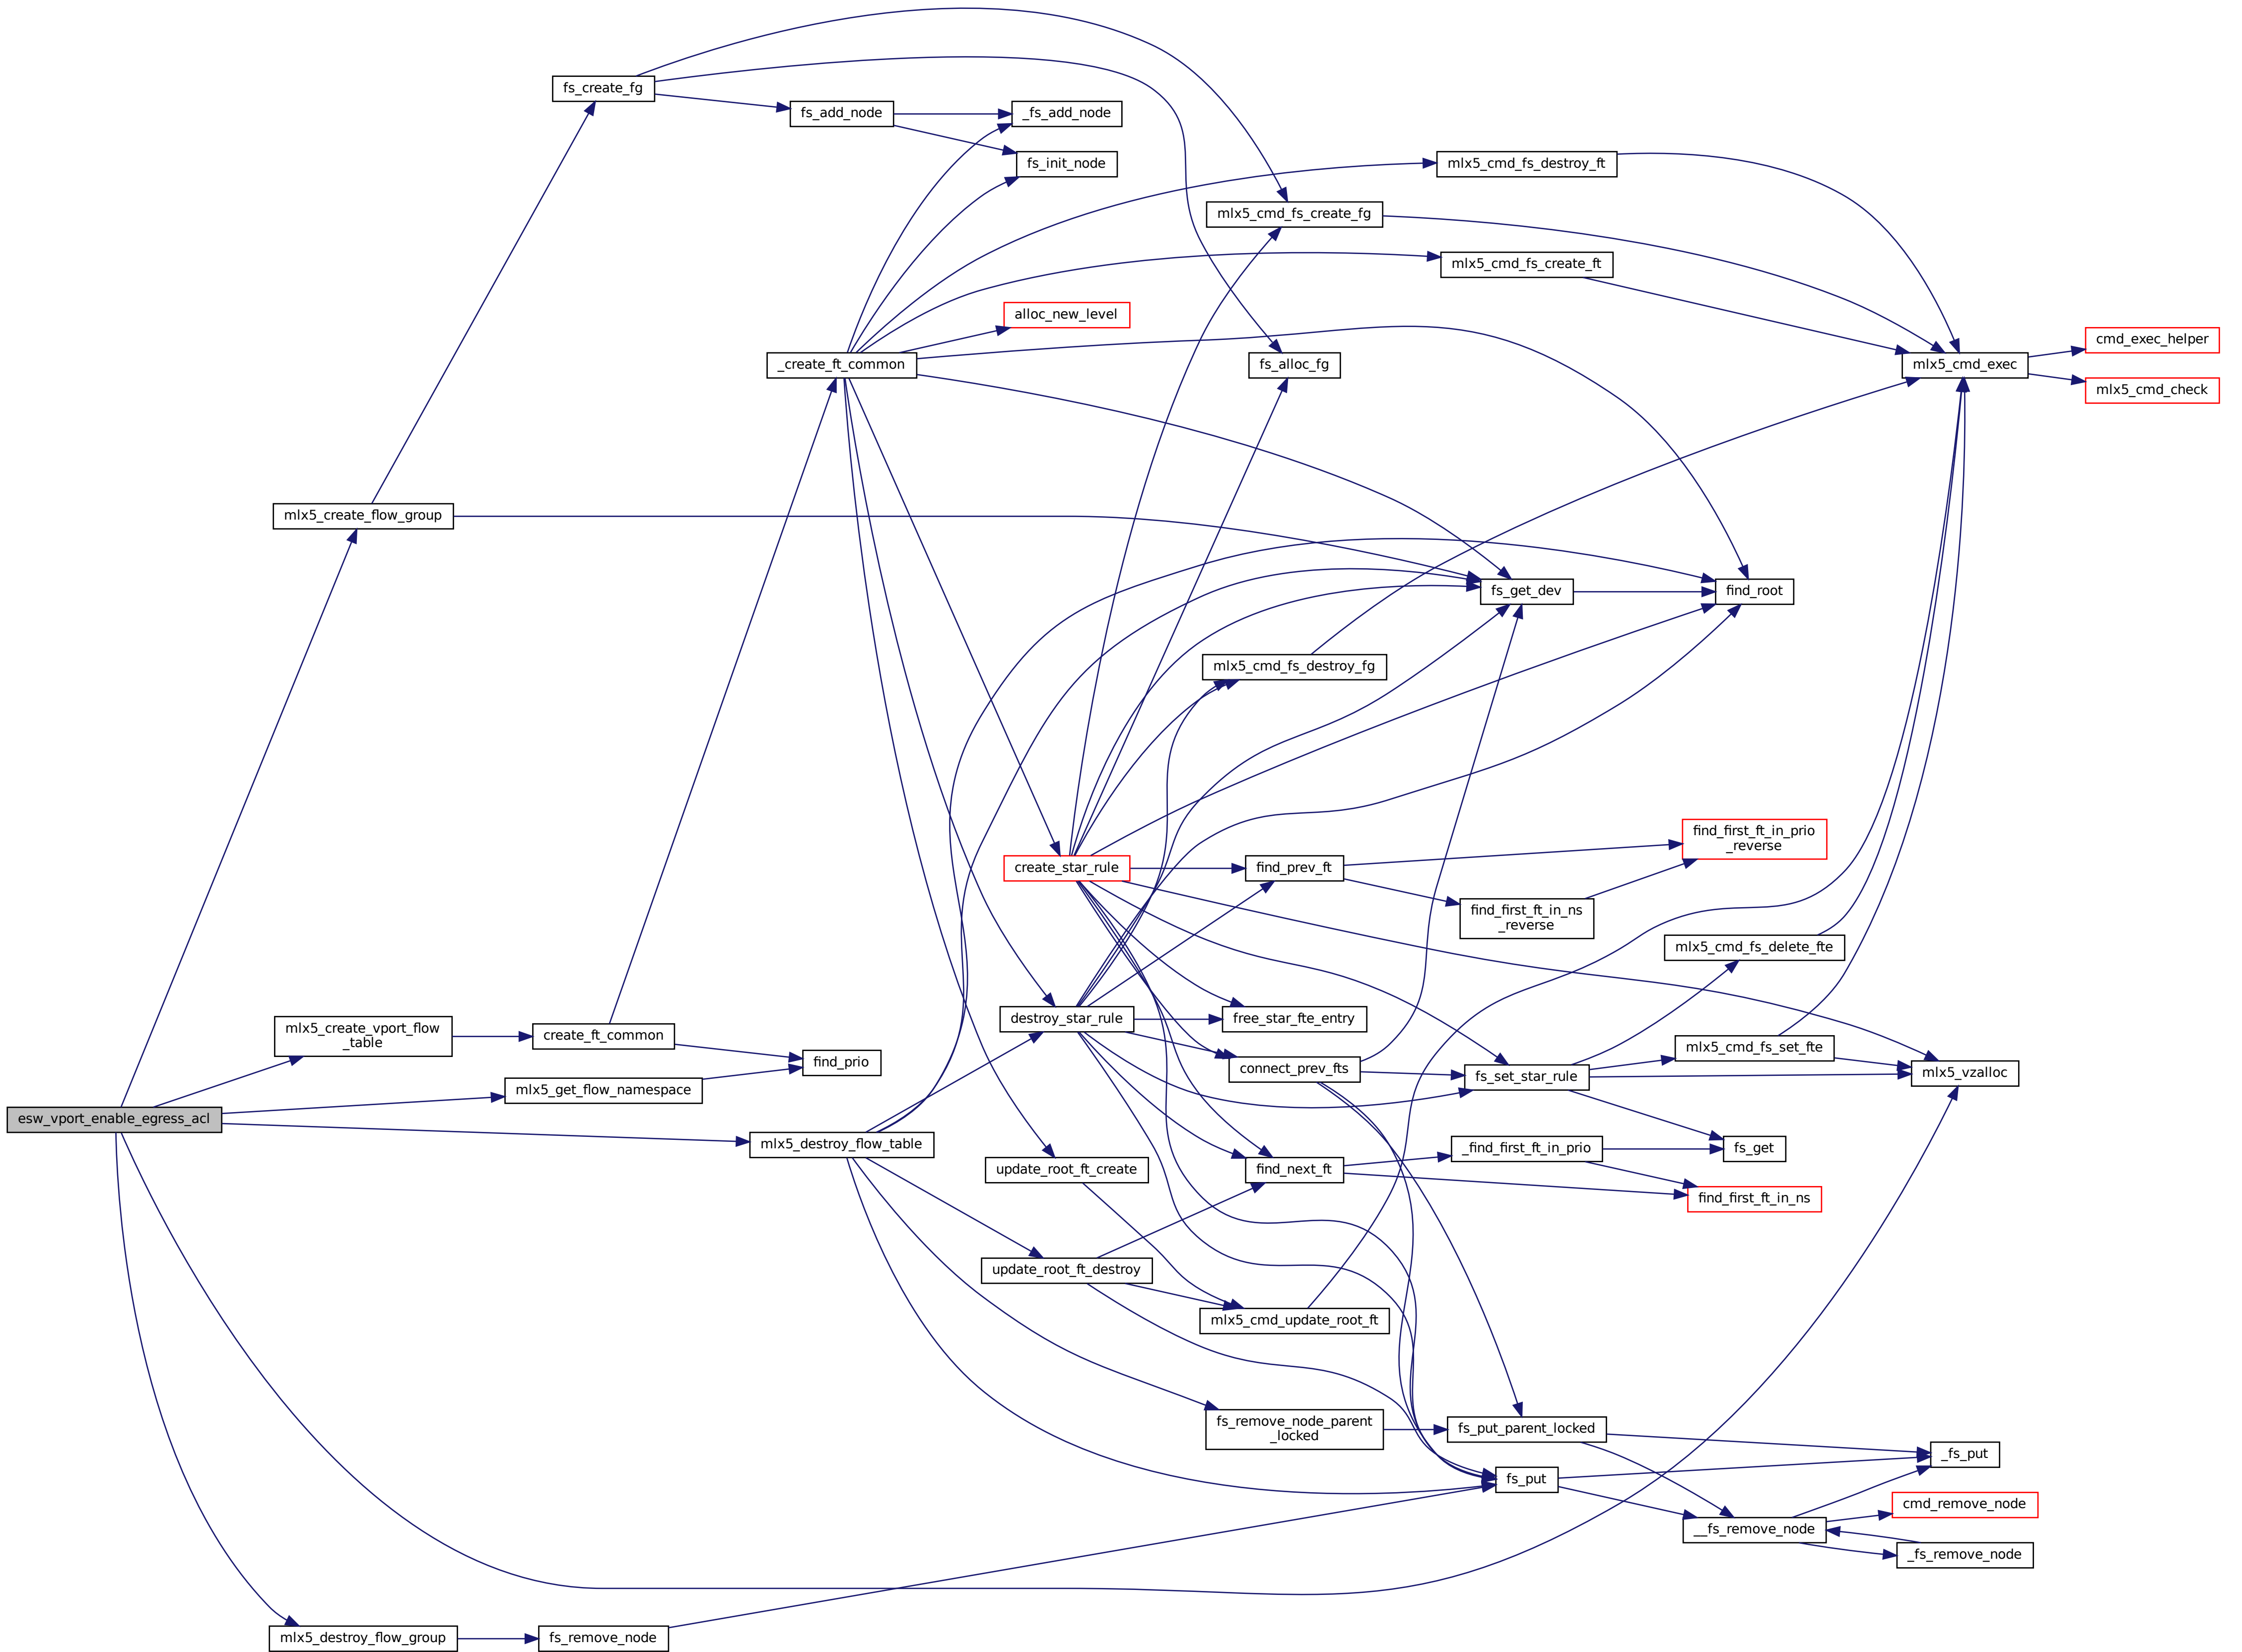 fs_create_fg
fs_add_node
_fs_add_node
fs_init_node
mlx5_cmd_fs_destroy_ft
mlx5_cmd_fs_create_fg
mlx5_cmd_fs_create_ft
alloc_new_level
_create_ft_common
fs_alloc_fg
mlx5_cmd_exec
cmd_exec_helper
mlx5_cmd_check
mlx5_create_flow_group
fs_get_dev
find_root
mlx5_cmd_fs_destroy_fg
create_star_rule
find_prev_ft
find_first_ft_in_prio
_reverse
find_first_ft_in_ns
_reverse
mlx5_cmd_fs_delete_fte
destroy_star_rule
free_star_fte_entry
mlx5_create_vport_flow
_table
create_ft_common
find_prio
mlx5_cmd_fs_set_fte
connect_prev_fts
fs_set_star_rule
mlx5_vzalloc
mlx5_get_flow_namespace
esw_vport_enable_egress_acl
mlx5_destroy_flow_table
_find_first_ft_in_prio
fs_get
update_root_ft_create
find_next_ft
find_first_ft_in_ns
update_root_ft_destroy
mlx5_cmd_update_root_ft
fs_remove_node_parent
_locked
fs_put_parent_locked
_fs_put
fs_put
cmd_remove_node
__fs_remove_node
_fs_remove_node
mlx5_destroy_flow_group
fs_remove_node